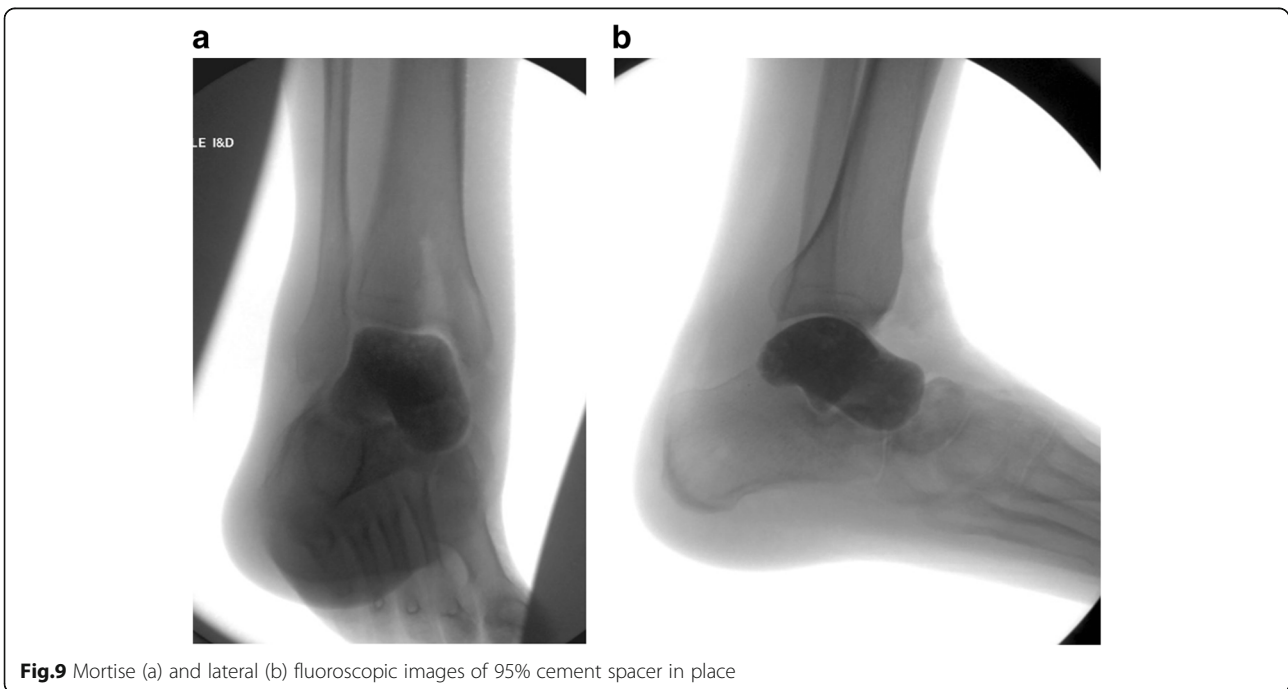 a
b
LE I&D
Fig.9 Mortise (a) and lateral (b) fluoroscopic images of 95% cement spacer in place